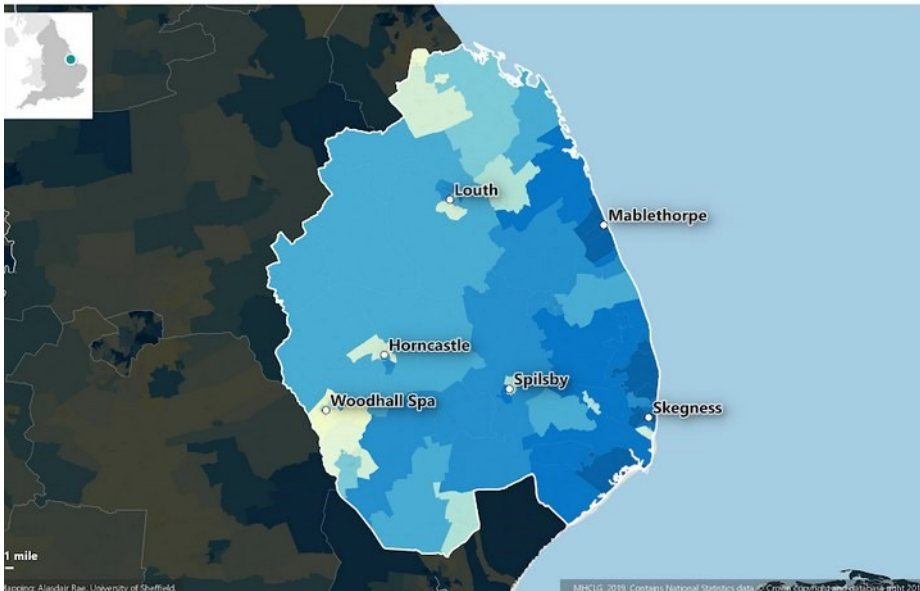 Louth
Mablethorpe
Horncastle
Spilsby
Woodhall Spa
Skegness
1 mile
Mapping: Alasdair Rae, University of Sheffield
MHCLG, 2019. Contains National Statistics data © Crown copyright and database right 201